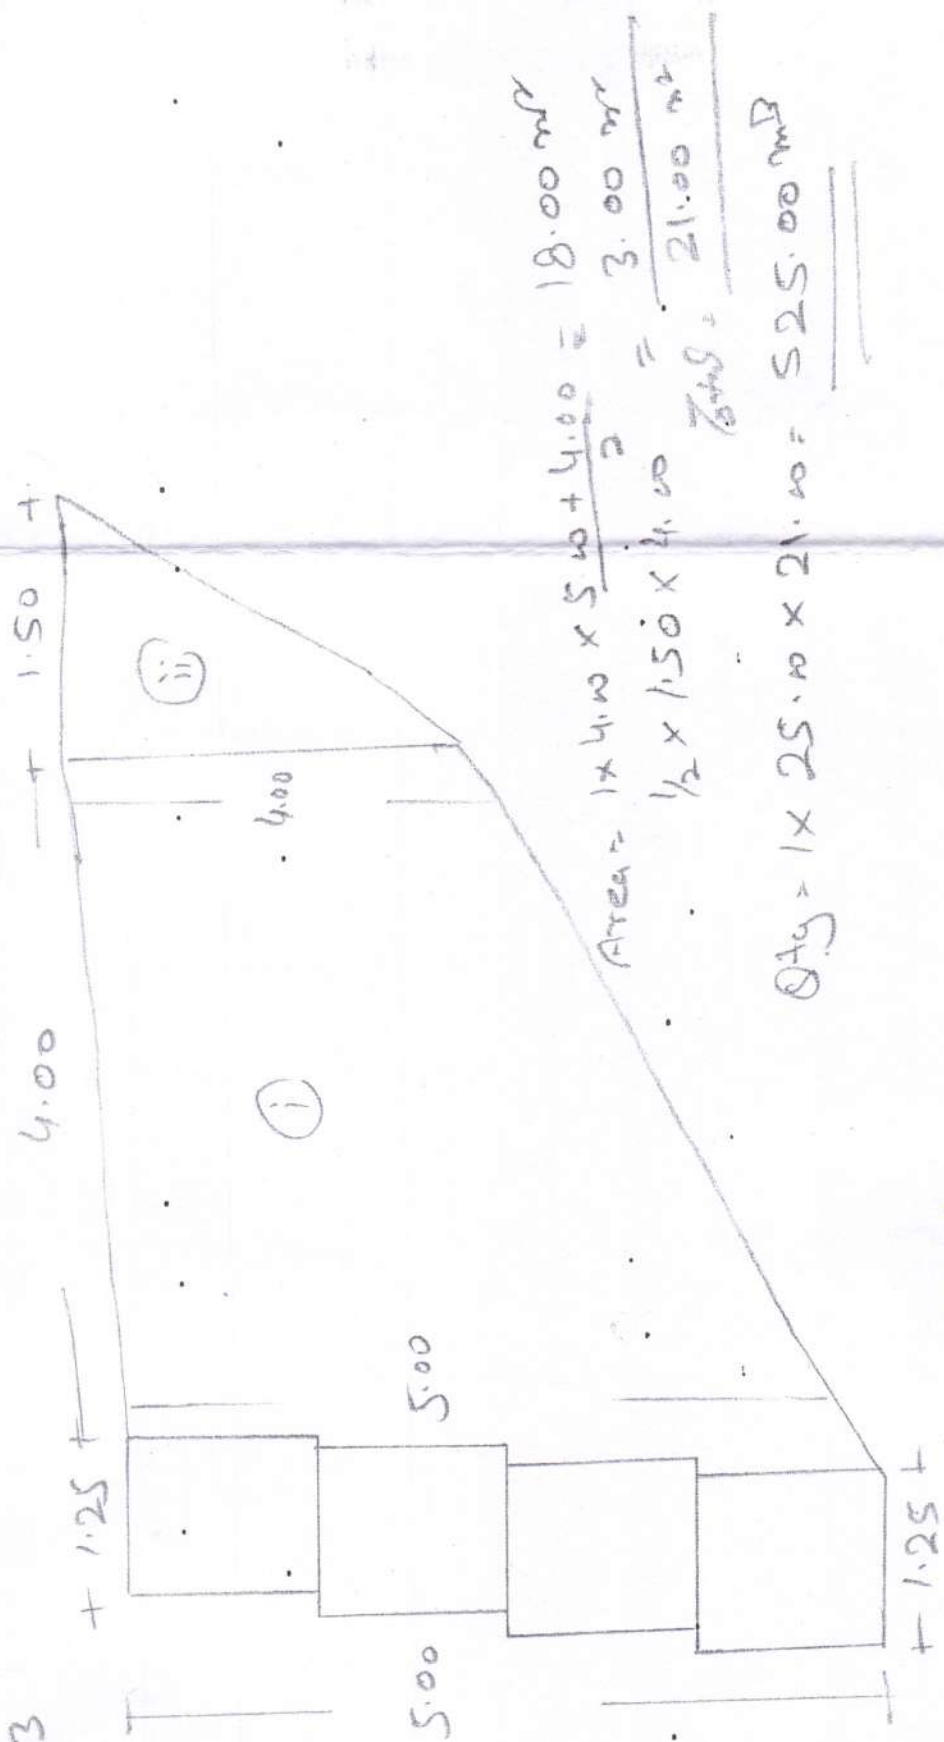 3
+ 1.25 +
4.00
+ 1.50 +
5.00
5.00
(i)
4.00
(ii)
+ 1.25 +
Area = 1 x 4.00 x 5.00 + 4.00 / 2 = 18.00 m²
1/2 x 1.50 x 4.00 = 3.00 m²
Total = 21.00 m²
Qty = 1 x 25.00 x 21.00 = 525.00 m3